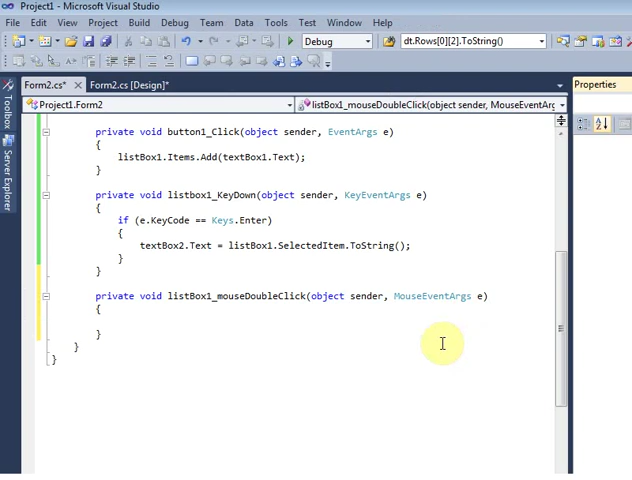 Project1 - Microsoft Visual Studio
File Edit View Project Build Debug Team Data Tools Test Window Help
Debug dt.Rows[0][2].ToString()
Form2.cs* Form2.cs [Design]* Properties
Project1.Form2 listBox1_mouseDoubleClick(object sender, MouseEventArg
Toolbox
Server Explorer
private void button1_Click(object sender, EventArgs e)
{
listBox1.Items.Add(textBox1.Text);
}
private void listbox1_KeyDown(object sender, KeyEventArgs e)
{
if (e.KeyCode == Keys.Enter)
{
textBox2.Text = listBox1.SelectedItem.ToString();
}
}
private void listBox1_mouseDoubleClick(object sender, MouseEventArgs e)
{
}
}
}